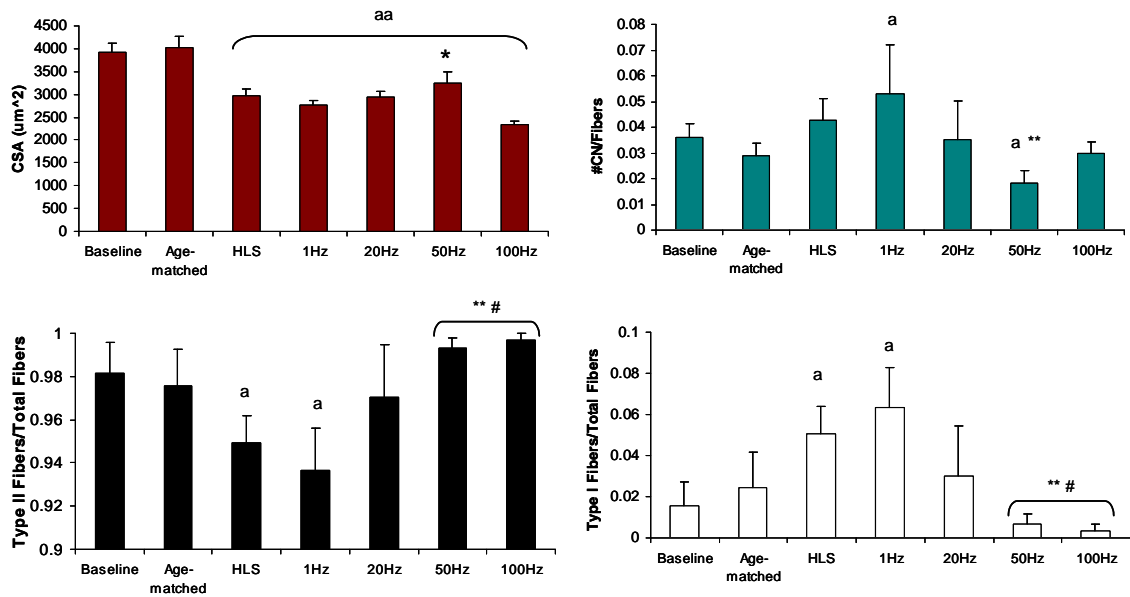 aa
*
4500
4000
3500
3000
2500
2000
1500
1000
500
0
CSA (um^2)
Baseline Age-matched HLS 1Hz 20Hz 50Hz 100Hz
a
a **
0.08
0.07
0.06
0.05
0.04
0.03
0.02
0.01
0
#CN/Fibers
Baseline Age-matched HLS 1Hz 20Hz 50Hz 100Hz
** #
a a
1
0.98
0.96
0.94
0.92
0.9
Type II Fibers/Total Fibers
Baseline Age-matched HLS 1Hz 20Hz 50Hz 100Hz
a
a
** #
0.1
0.08
0.06
0.04
0.02
0
Type I Fibers/Total Fibers
Baseline Age-matched HLS 1Hz 20Hz 50Hz 100Hz